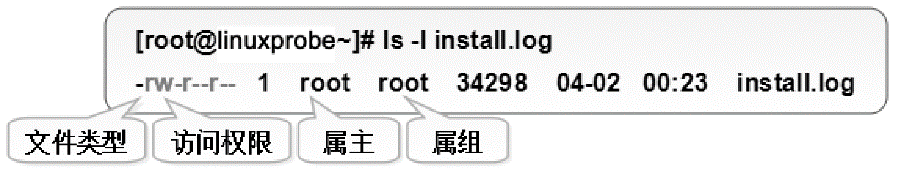 [root@linuxprobe~]# ls -l install.log
-rw-r--r-- 1 root root 34298 04-02 00:23 install.log
文件类型 访问权限 属主 属组